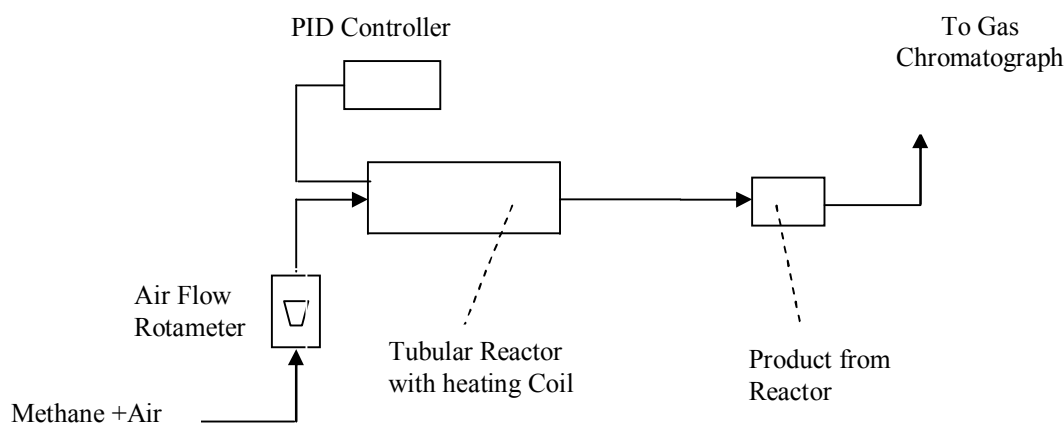 PID Controller
To Gas
Chromatograph
Air Flow
Rotameter
Tubular Reactor
with heating Coil
Product from
Reactor
Methane +Air